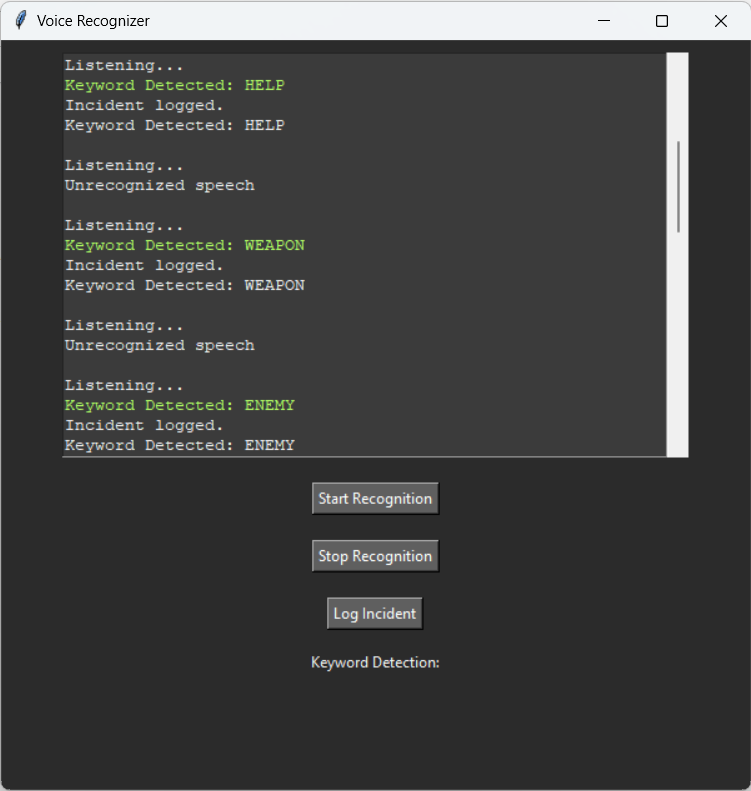 Voice Recognizer
Listening...
Keyword Detected: HELP
Incident logged.
Keyword Detected: HELP
Listening...
Unrecognized speech
Listening...
Keyword Detected: WEAPON
Incident logged.
Keyword Detected: WEAPON
Listening...
Unrecognized speech
Listening...
Keyword Detected: ENEMY
Incident logged.
Keyword Detected: ENEMY
Start Recognition
Stop Recognition
Log Incident
Keyword Detection: